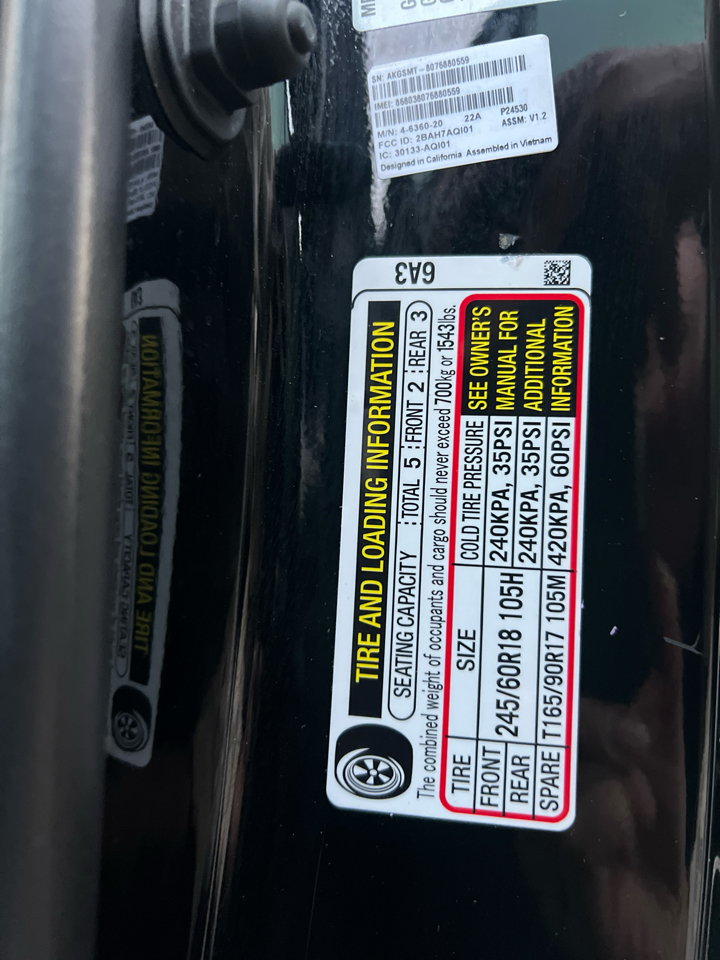 SN: AKGSMT-8076880559
IMEI: 868038076880559
M/N: 4-6360-20 22A P24530
FCC ID: 2BAH7AQI01 ASSM: V1.2
IC: 30133-AQI01
Designed in California Assembled in Vietnam
6A3
TIRE AND LOADING INFORMATION
SEATING CAPACITY TOTAL 5 FRONT 2 REAR 3
The combined weight of occupants and cargo should never exceed 700kg or 1543lbs.
TIRE SIZE COLD TIRE PRESSURE SEE OWNER'S
FRONT 245/60R18 105H 240KPA, 35PSI MANUAL FOR
REAR 240KPA, 35PSI ADDITIONAL
SPARE T165/90R17 105M 420KPA, 60PSI INFORMATION